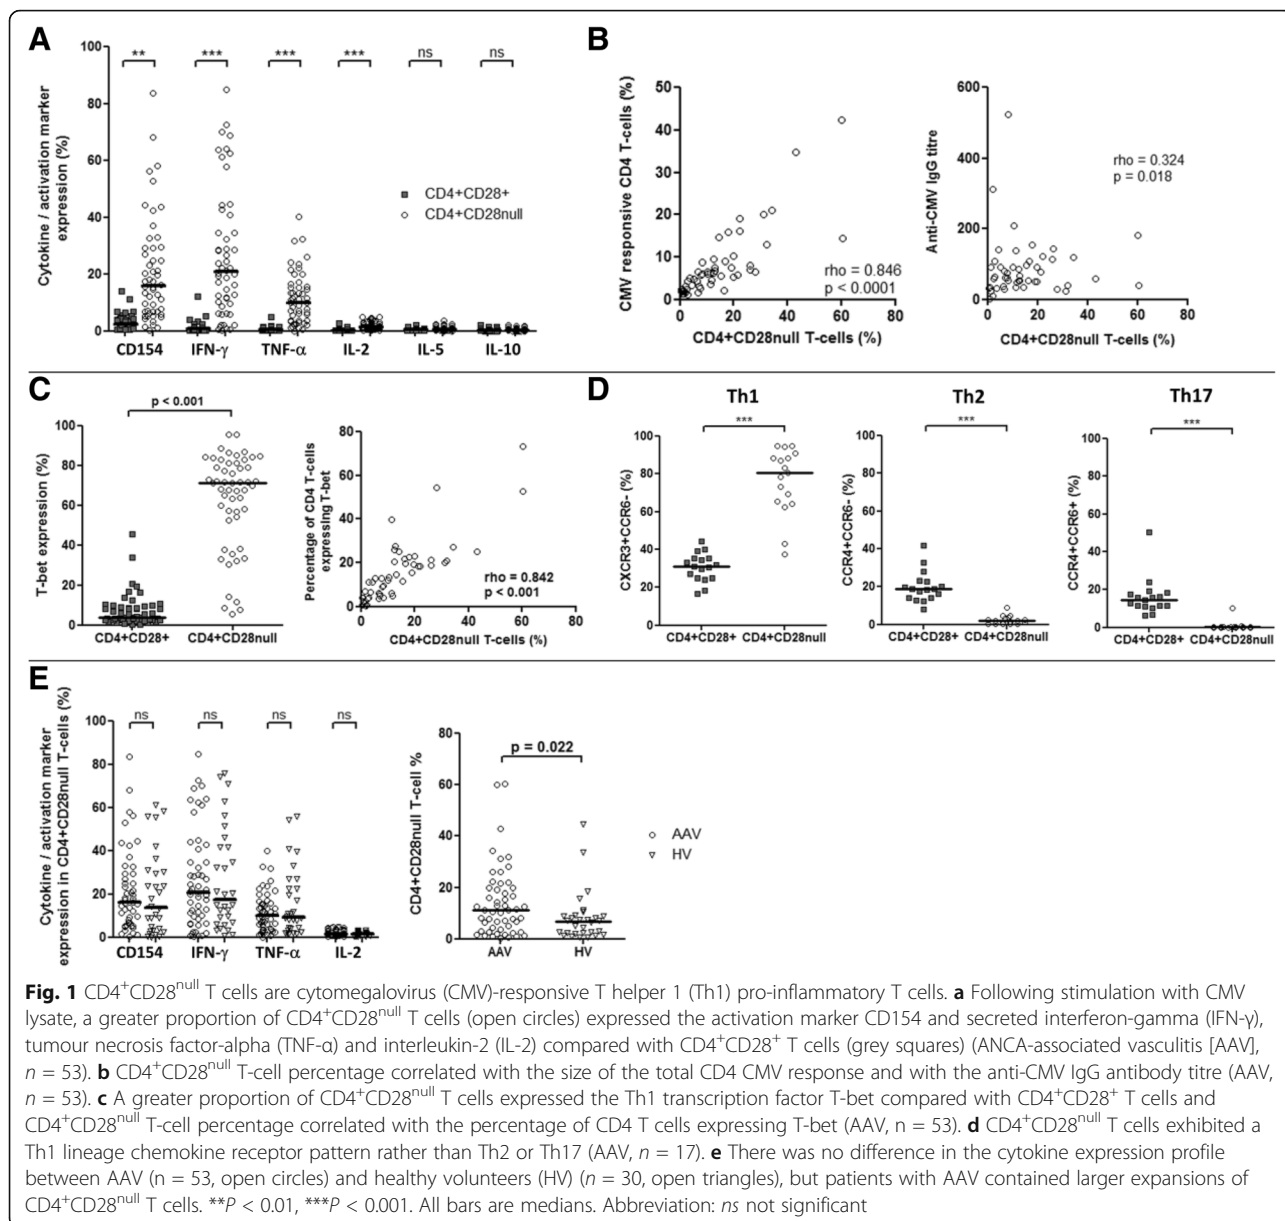 A
Cytokine / activation marker
expression (%)
100
80
60
40
20
0
** *** *** *** ns ns
CD4+CD28+
CD4+CD28null
CD154 IFN-γ TNF-α IL-2 IL-5 IL-10
B
CMV responsive CD4 T-cells (%)
50
40
30
20
10
0
rho = 0.846
p < 0.0001
0 20 40 60 80
CD4+CD28null T-cells (%)
Anti-CMV IgG titre
600
400
200
0
rho = 0.324
p = 0.018
0 20 40 60 80
CD4+CD28null T-cells (%)
C
T-bet expression (%)
p < 0.001
100
80
60
40
20
0
CD4+CD28+ CD4+CD28null
Percentage of CD4 T-cells
expressing T-bet
80
60
40
20
0
rho = 0.842
p < 0.001
0 20 40 60 80
CD4+CD28null T-cells (%)
D
Th1
***
CXCR3+CCR6- (%)
100
80
60
40
20
0
CD4+CD28+ CD4+CD28null
Th2
***
CCR4+CCR6- (%)
100
80
60
40
20
0
CD4+CD28+ CD4+CD28null
Th17
***
CCR4+CCR6+ (%)
100
80
60
40
20
0
CD4+CD28+ CD4+CD28null
E
Cytokine / activation marker
expression in CD4+CD28null T-cells (%)
100
80
60
40
20
0
ns ns ns ns
CD154 IFN-γ TNF-α IL-2
CD4+CD28null T-cell %
80
60
40
20
0
p = 0.022
AAV HV
AAV
HV
Fig. 1 CD4+CD28null T cells are cytomegalovirus (CMV)-responsive T helper 1 (Th1) pro-inflammatory T cells. a Following stimulation with CMV
lysate, a greater proportion of CD4+CD28null T cells (open circles) expressed the activation marker CD154 and secreted interferon-gamma (IFN-γ),
tumour necrosis factor-alpha (TNF-α) and interleukin-2 (IL-2) compared with CD4+CD28+ T cells (grey squares) (ANCA-associated vasculitis [AAV],
n = 53). b CD4+CD28null T-cell percentage correlated with the size of the total CD4 CMV response and with the anti-CMV IgG antibody titre (AAV,
n = 53). c A greater proportion of CD4+CD28null T cells expressed the Th1 transcription factor T-bet compared with CD4+CD28+ T cells and
CD4+CD28null T-cell percentage correlated with the percentage of CD4 T cells expressing T-bet (AAV, n = 53). d CD4+CD28null T cells exhibited a
Th1 lineage chemokine receptor pattern rather than Th2 or Th17 (AAV, n = 17). e There was no difference in the cytokine expression profile
between AAV (n = 53, open circles) and healthy volunteers (HV) (n = 30, open triangles), but patients with AAV contained larger expansions of
CD4+CD28null T cells. **P < 0.01, ***P < 0.001. All bars are medians. Abbreviation: ns not significant